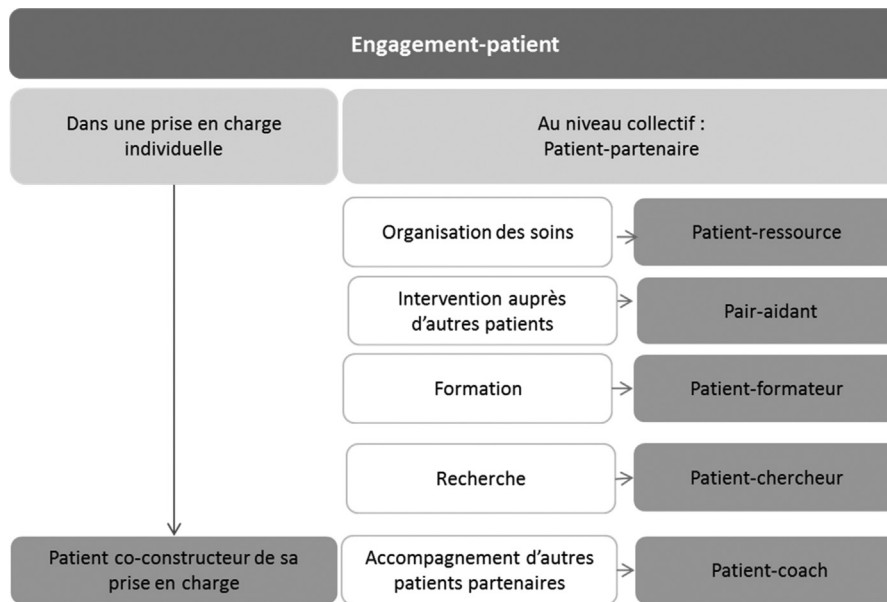 Engagement-patient
Dans une prise en charge
individuelle
Au niveau collectif :
Patient-partenaire
Organisation des soins
Patient-ressource
Intervention auprès
d'autres patients
Pair-aidant
Formation
Patient-formateur
Recherche
Patient-chercheur
Patient co-constructeur de sa
prise en charge
Accompagnement d'autres
patients partenaires
Patient-coach